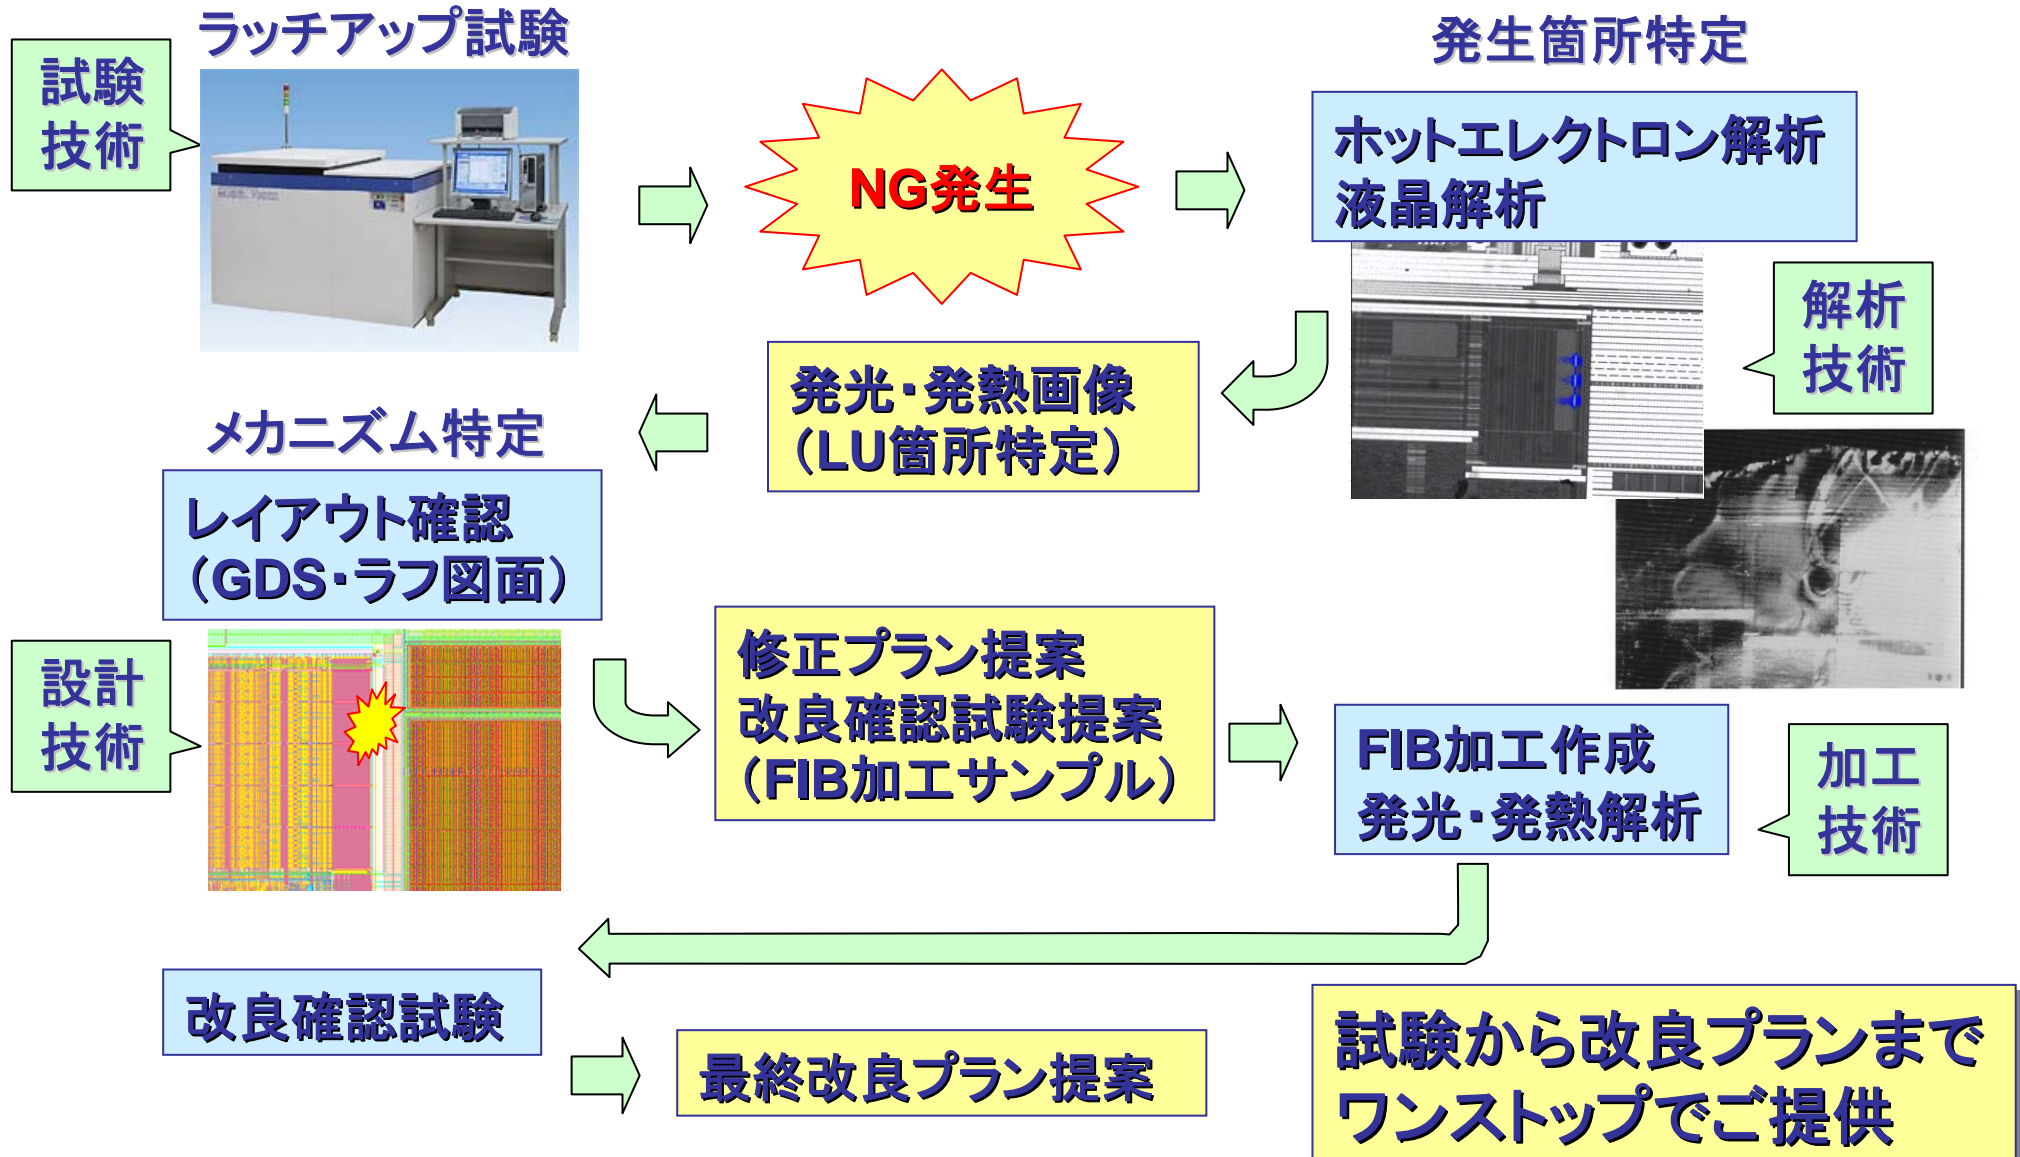 ラッチアップ試験
試験
技術
NG発生
発生箇所特定
ホットエレクトロン解析
液晶解析
解析
技術
発光・発熱画像
（LU箇所特定）
メカニズム特定
レイアウト確認
（GDS・ラフ図面）
設計
技術
修正プラン提案
改良確認試験提案
（FIB加工サンプル）
FIB加工作成
発光・発熱解析
加工
技術
改良確認試験
最終改良プラン提案
試験から改良プランまで
ワンストップでご提供